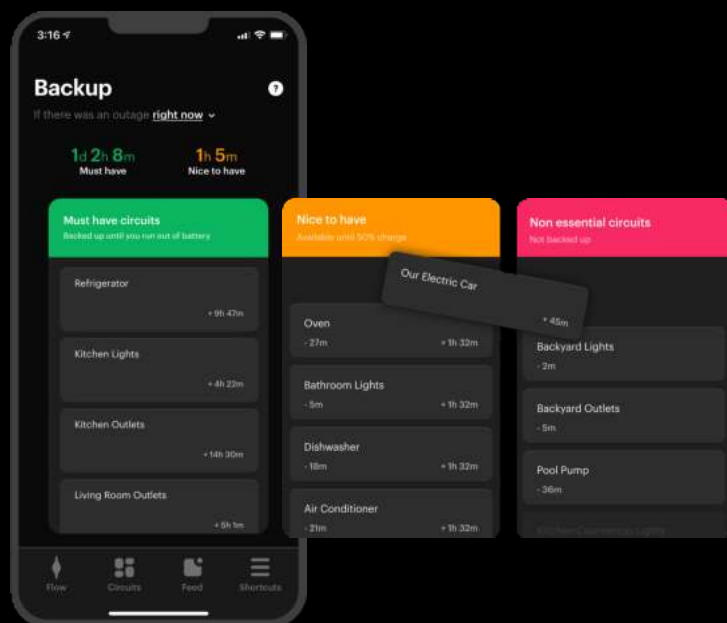 3:16
Backup
?
If there was an outage right now
1d 2h 8m
Must have
1h 5m
Nice to have
Must have circuits
Backed up until you run out of battery
Refrigerator
+ 9h 47m
Kitchen Lights
+ 4h 22m
Kitchen Outlets
+ 14h 30m
Living Room Outlets
+ 5h 1m
Flow
Circuits
Feed
Shortcuts
Nice to have
Available until 50% charge
Our Electric Car
+ 45m
Oven
- 27m + 1h 32m
Bathroom Lights
- 5m + 1h 32m
Dishwasher
- 18m + 1h 32m
Air Conditioner
- 21m + 1h 32m
Non essential circuits
Not backed up
Backyard Lights
- 2m
Backyard Outlets
- 5m
Pool Pump
- 36m
Kitchen Countertop Lights